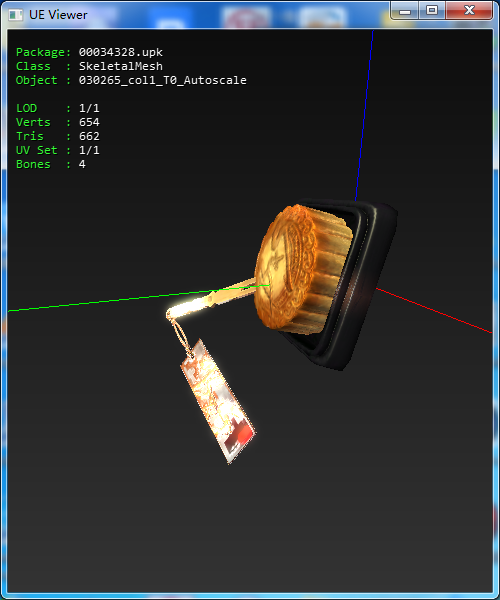 UE Viewer
Package: 00034328.upk
Class : SkeletalMesh
Object : 030265_col1_T0_Autoscale
LOD : 1/1
Verts : 654
Tris : 662
UV Set : 1/1
Bones : 4